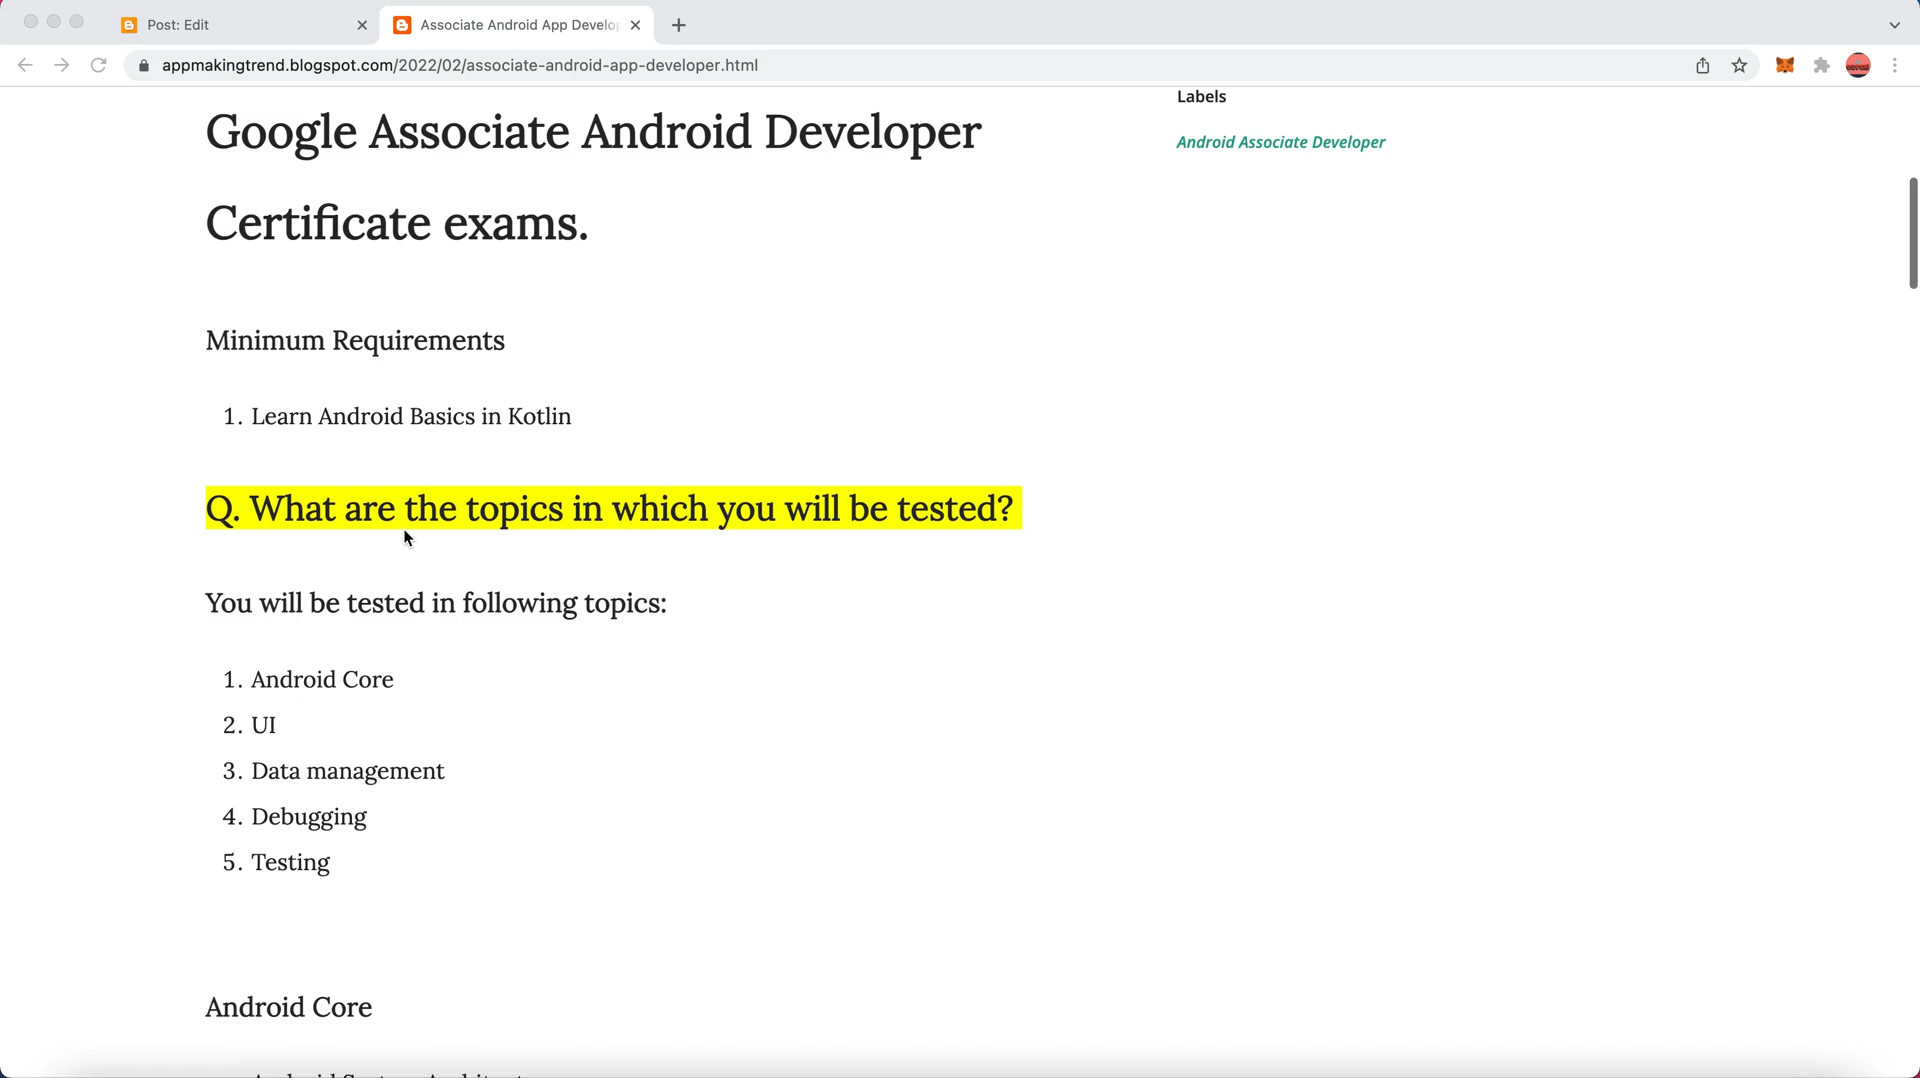 Post: Edit
Associate Android App Develo
appmakingtrend.blogspot.com/2022/02/associate-android-app-developer.html
Labels
Google Associate Android Developer
Android Associate Developer
Certificate exams.
Minimum Requirements
1. Learn Android Basics in Kotlin
Q. What are the topics in which you will be tested?
You will be tested in following topics:
1. Android Core
2. UI
3. Data management
4. Debugging
5. Testing
Android Core